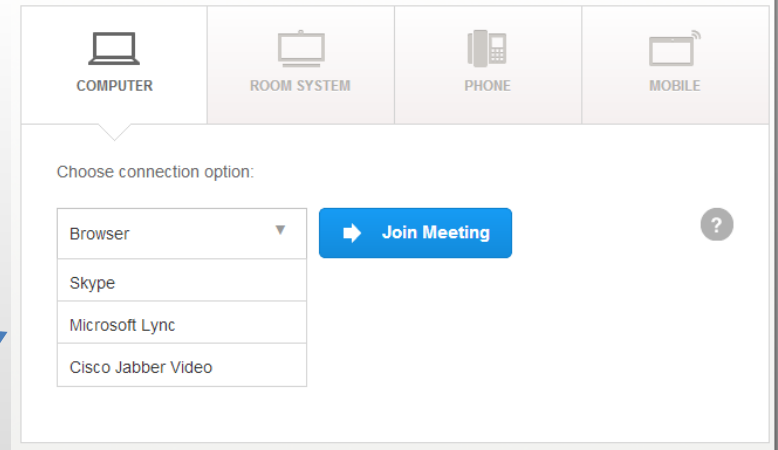 COMPUTER ROOM SYSTEM PHONE MOBILE
Choose connection option:
Browser ▼ Join Meeting ?
Skype
Microsoft Lync
Cisco Jabber Video